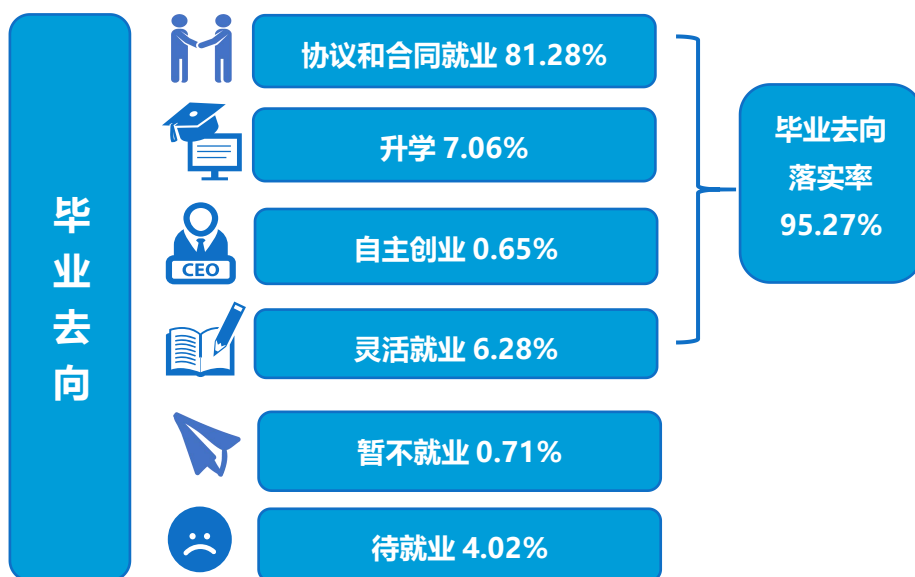 毕业去向
协议和合同就业 81.28%
升学 7.06%
CEO
自主创业 0.65%
灵活就业 6.28%
暂不就业 0.71%
待就业 4.02%
毕业去向
落实率
95.27%